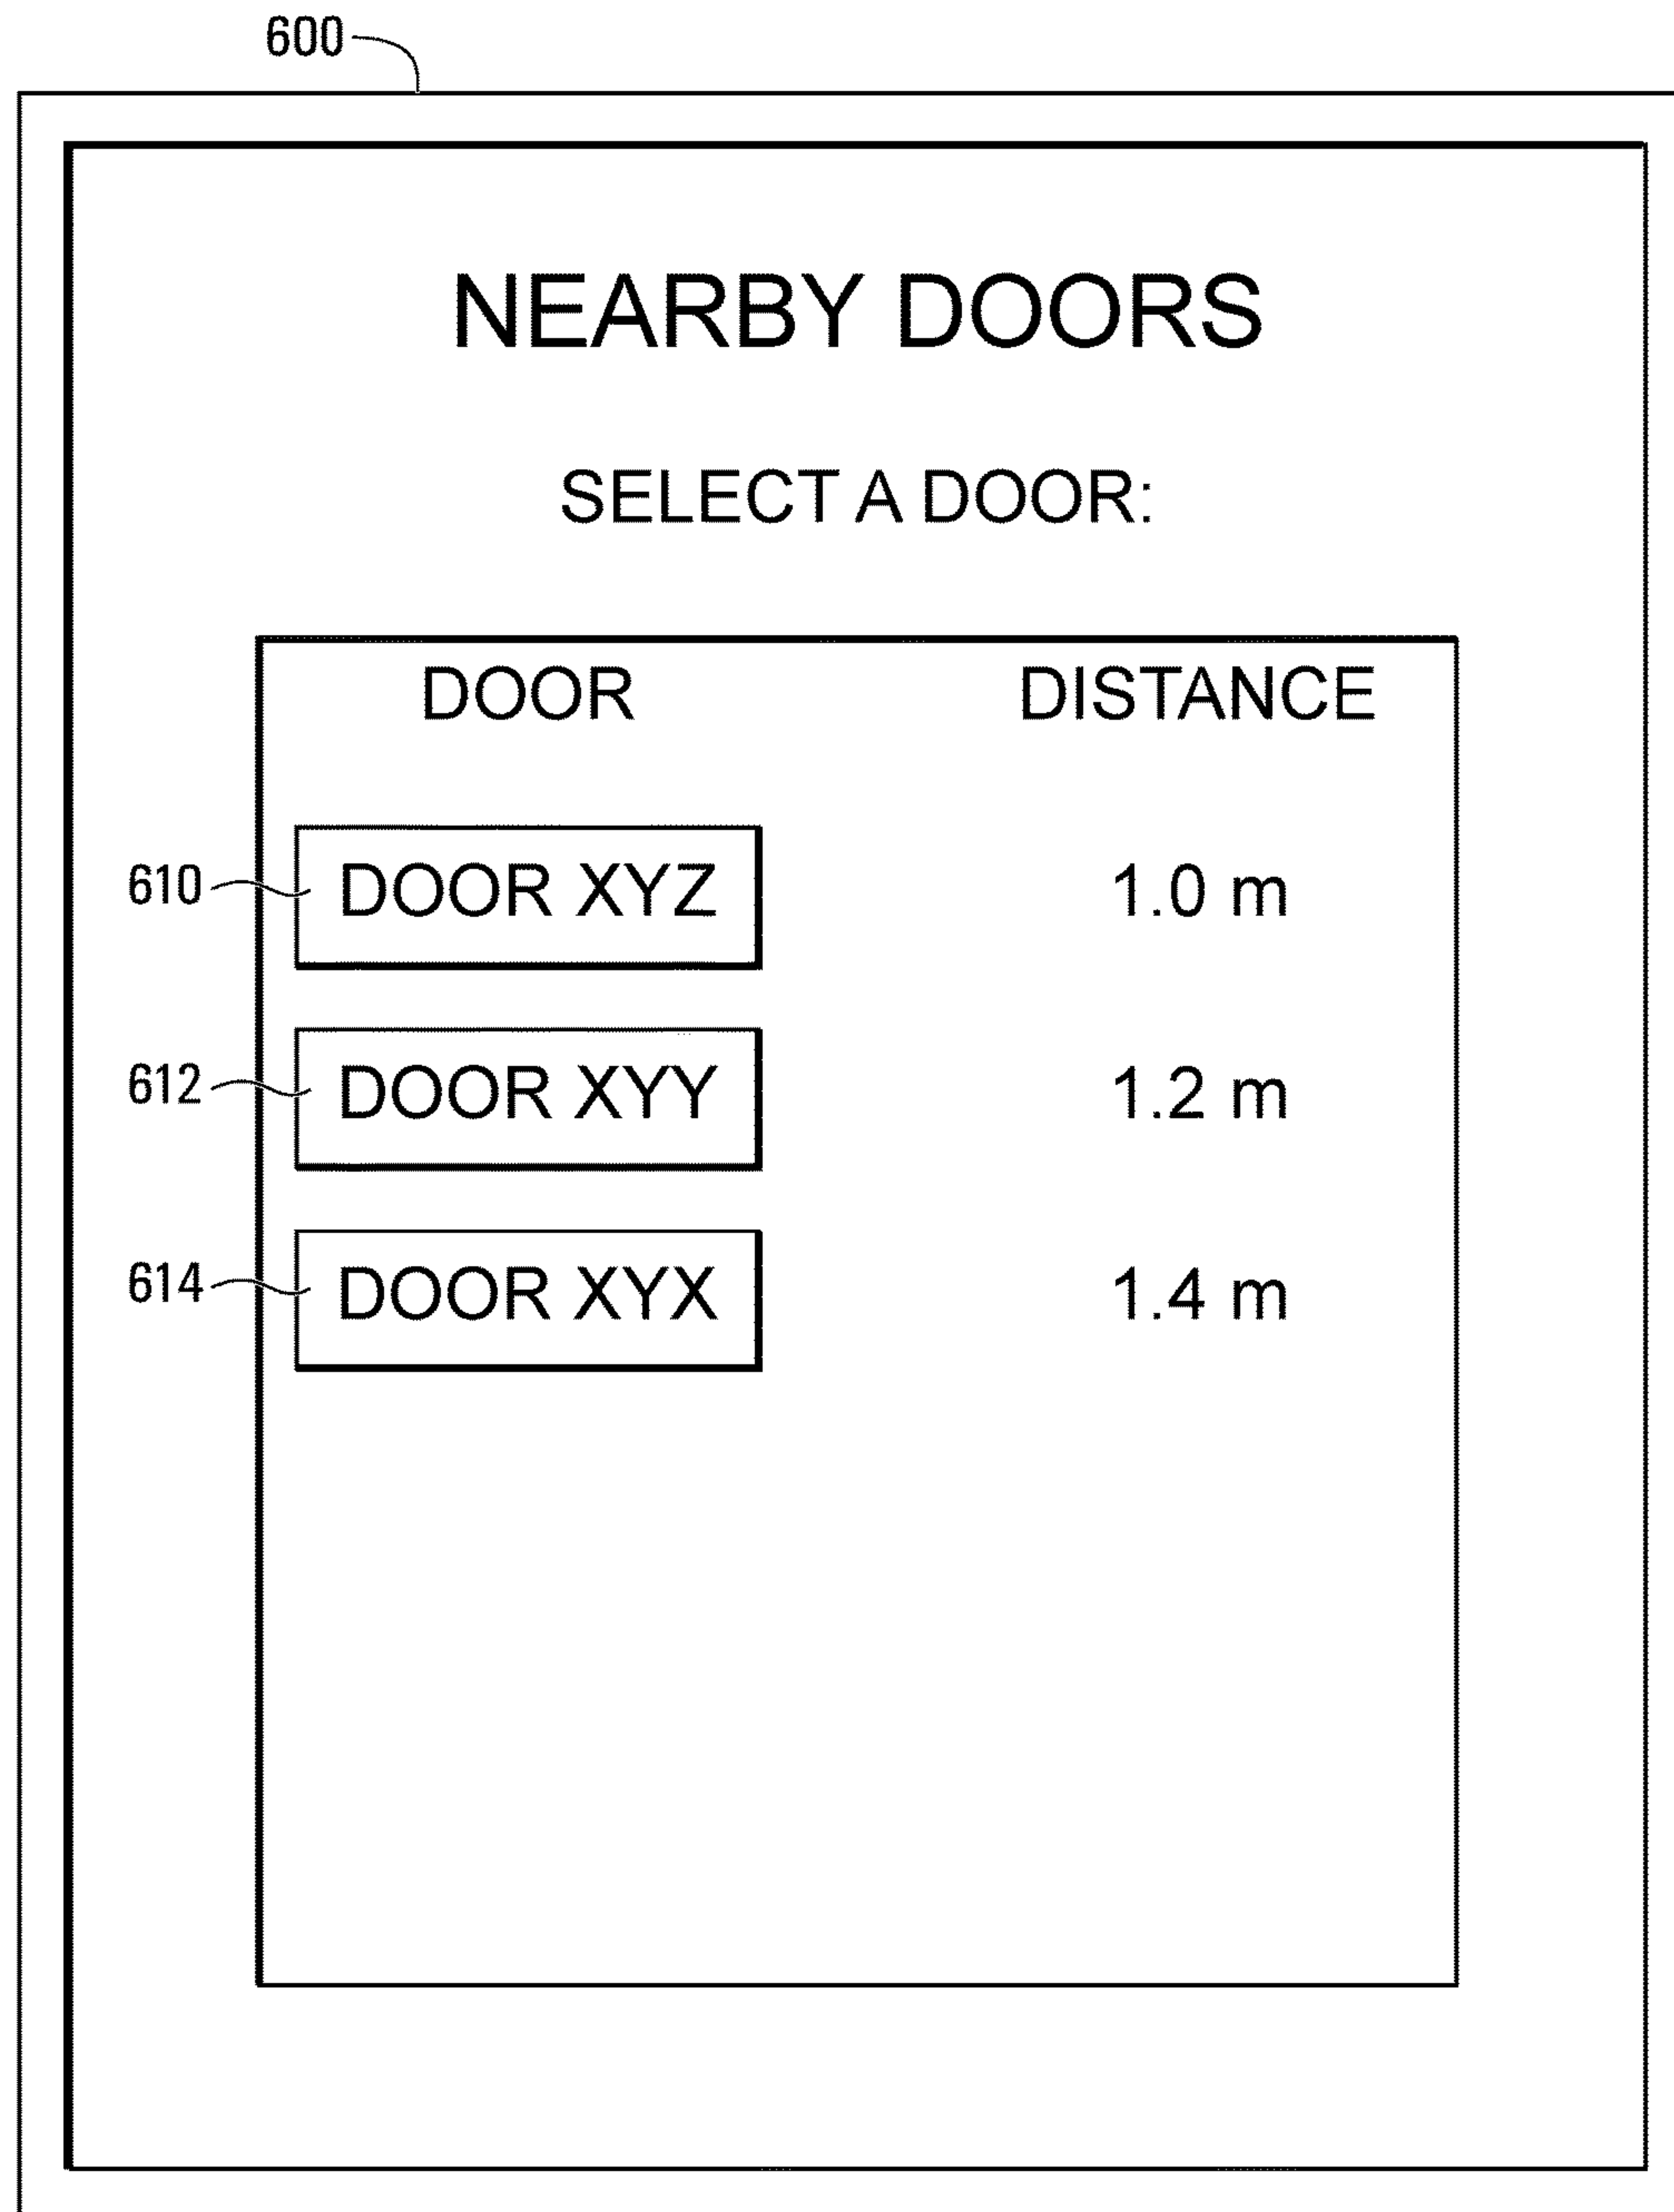 600
NEARBY DOORS
SELECT A DOOR:
DOOR DISTANCE
610 DOOR XYZ 1.0 m
612 DOOR XYY 1.2 m
614 DOOR XYX 1.4 m